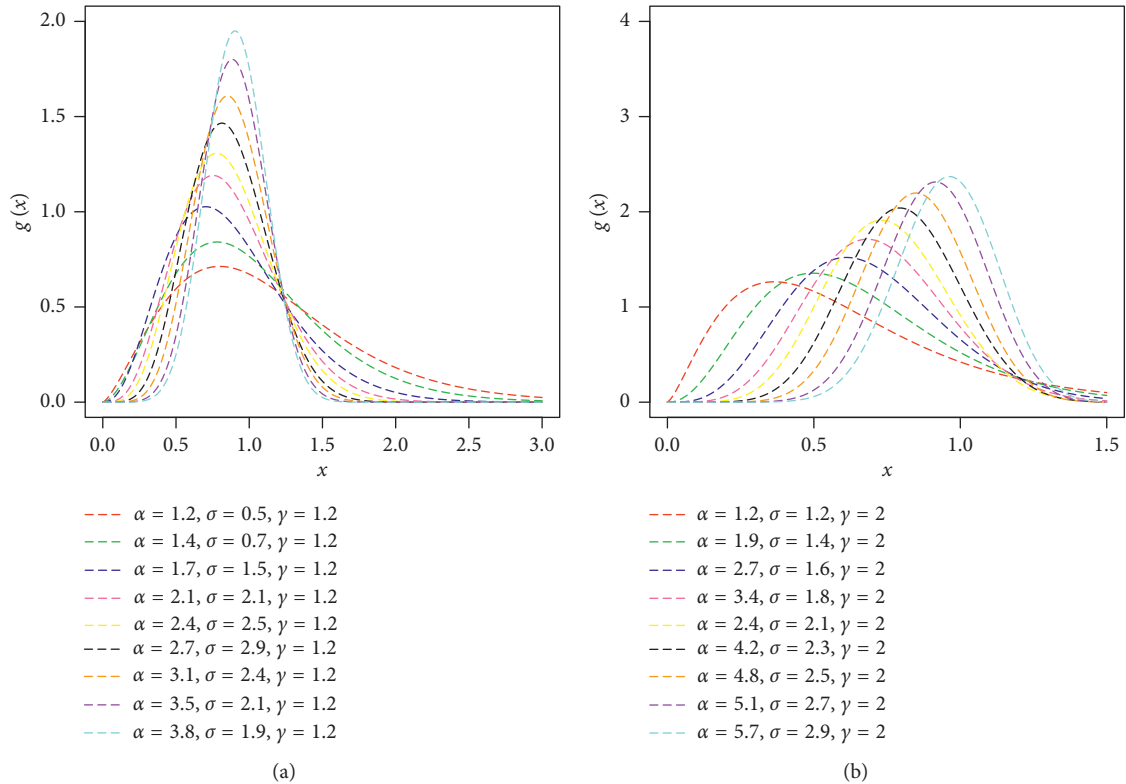 2.0
1.5
1.0
0.5
0.0
g (x)
0.0 0.5 1.0 1.5 2.0 2.5 3.0
x
α = 1.2, σ = 0.5, γ = 1.2
α = 1.4, σ = 0.7, γ = 1.2
α = 1.7, σ = 1.5, γ = 1.2
α = 2.1, σ = 2.1, γ = 1.2
α = 2.4, σ = 2.5, γ = 1.2
α = 2.7, σ = 2.9, γ = 1.2
α = 3.1, σ = 2.4, γ = 1.2
α = 3.5, σ = 2.1, γ = 1.2
α = 3.8, σ = 1.9, γ = 1.2
(a)
4
3
2
1
0
g (x)
0.0 0.5 1.0 1.5
x
α = 1.2, σ = 1.2, γ = 2
α = 1.9, σ = 1.4, γ = 2
α = 2.7, σ = 1.6, γ = 2
α = 3.4, σ = 1.8, γ = 2
α = 2.4, σ = 2.1, γ = 2
α = 4.2, σ = 2.3, γ = 2
α = 4.8, σ = 2.5, γ = 2
α = 5.1, σ = 2.7, γ = 2
α = 5.7, σ = 2.9, γ = 2
(b)